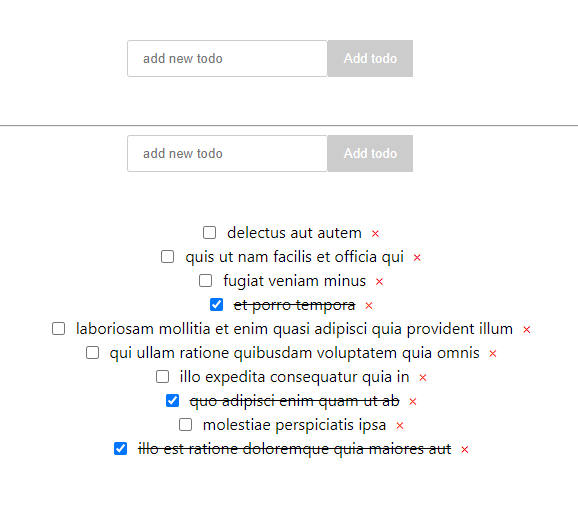 add new todo Add todo
add new todo Add todo
delectus aut autem ×
quis ut nam facilis et officia qui ×
fugiat veniam minus ×
et porro tempora ×
laboriosam mollitia et enim quasi adipisci quia provident illum ×
qui ullam ratione quibusdam voluptatem quia omnis ×
illo expedita consequatur quia in ×
quo adipisci enim quam ut ab ×
molestiae perspiciatis ipsa ×
illo est ratione doloremque quia maiores aut ×